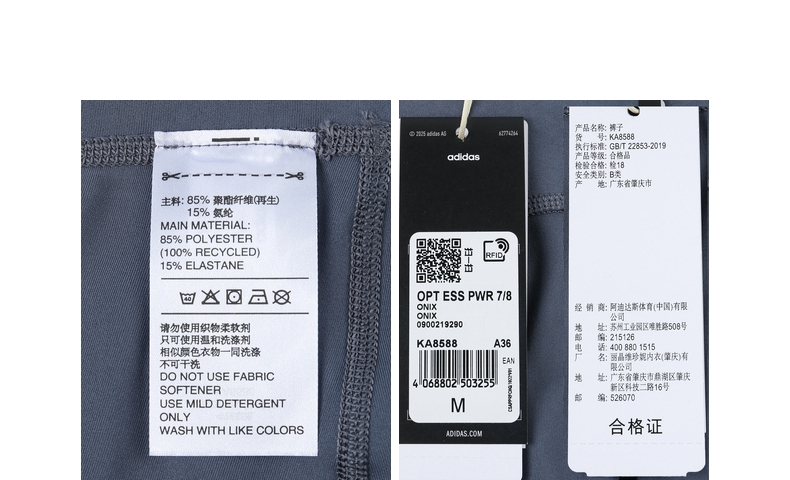 主料: 85% 聚酯纤维(再生)
15% 氨纶
MAIN MATERIAL:
85% POLYESTER
(100% RECYCLED)
15% ELASTANE
40
请勿使用织物柔软剂
只可使用温和洗涤剂
相似颜色衣物一同洗涤
不可干洗
DO NOT USE FABRIC
SOFTENER
USE MILD DETERGENT
ONLY
WASH WITH LIKE COLORS
© 2025 adidas AG
62774264
adidas
RFID
OPT ESS PWR 7/8
ONIX
ONIX
0900219290
KA8588 A36
EAN
4 068802 503255
M
ADIDAS.COM
产品名称: 裤子
货 号: KA8588
执行标准: GB/T 22853-2019
产品等级: 合格品
检验合格: 检18
安全类别: B类
产 地: 广东省肇庆市
经 销 商: 阿迪达斯体育(中国)有限
公司
地 址: 苏州工业园区唯胜路508号
邮 编: 215126
电 话: 400 880 1515
厂 名: 丽晶维珍妮内衣(肇庆)有
限公司
地 址: 广东省肇庆市鼎湖区肇庆
新区科技二路16号
邮 编: 526070
合格证